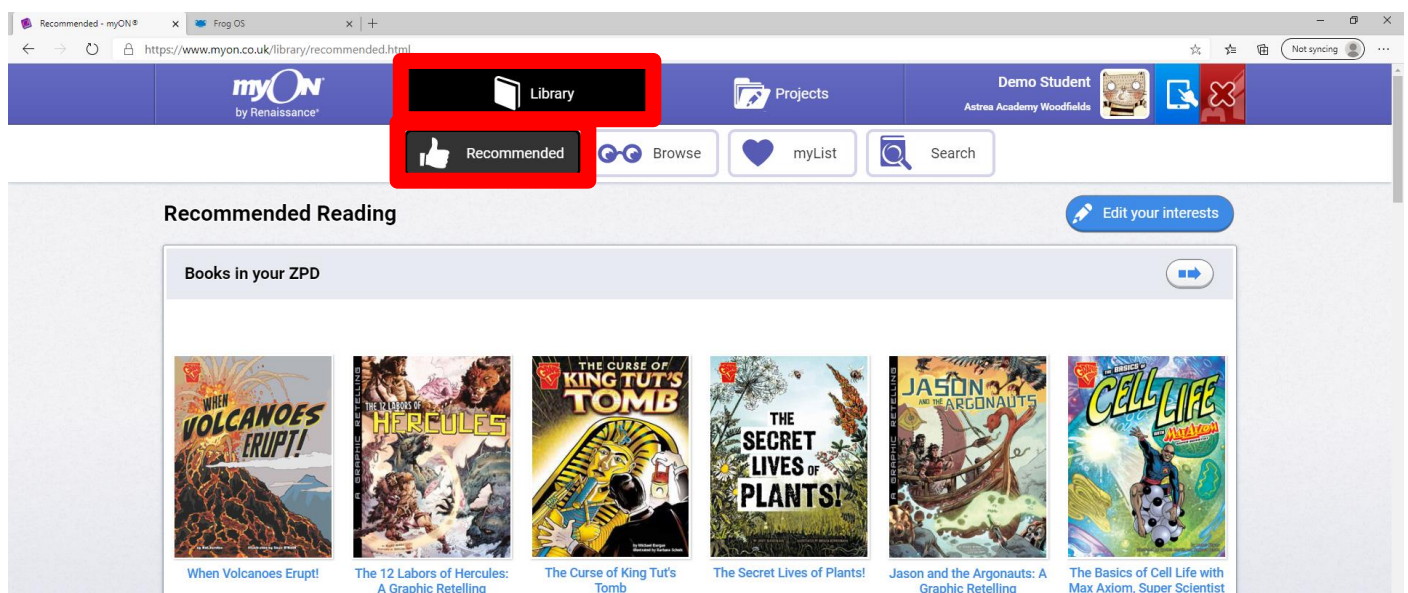 Recommended - myON®
Frog OS
https://www.myon.co.uk/library/recommended.html
Not syncing
myON®
by Renaissance®
Library
Projects
Demo Student
Astrea Academy Woodfields
Recommended
Browse
myList
Search
Recommended Reading
Edit your interests
Books in your ZPD
WHEN
VOLCANOES
ERUPT!
A GRAPHIC RETELLING
THE 12 LABORS OF
HERCULES
THE CURSE OF
KING TUT'S
TOMB
THE
SECRET
LIVES OF
PLANTS!
A GRAPHIC RETELLING
JASON
AND THE ARGONAUTS
THE BASICS OF
CELL LIFE
WITH
MAX AXIOM
When Volcanoes Erupt!
The 12 Labors of Hercules:
A Graphic Retelling
The Curse of King Tut's
Tomb
The Secret Lives of Plants!
Jason and the Argonauts: A
Graphic Retelling
The Basics of Cell Life with
Max Axiom, Super Scientist